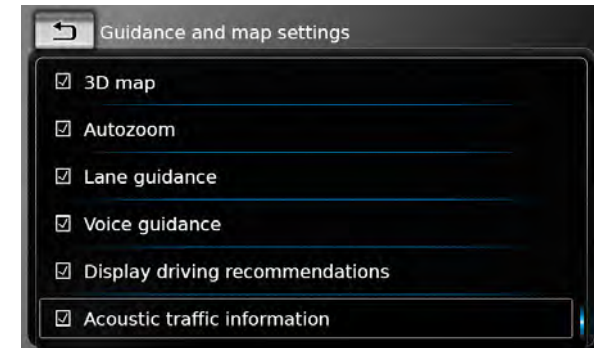 Guidance and map settings
3D map
Autozoom
Lane guidance
Voice guidance
Display driving recommendations
Acoustic traffic information